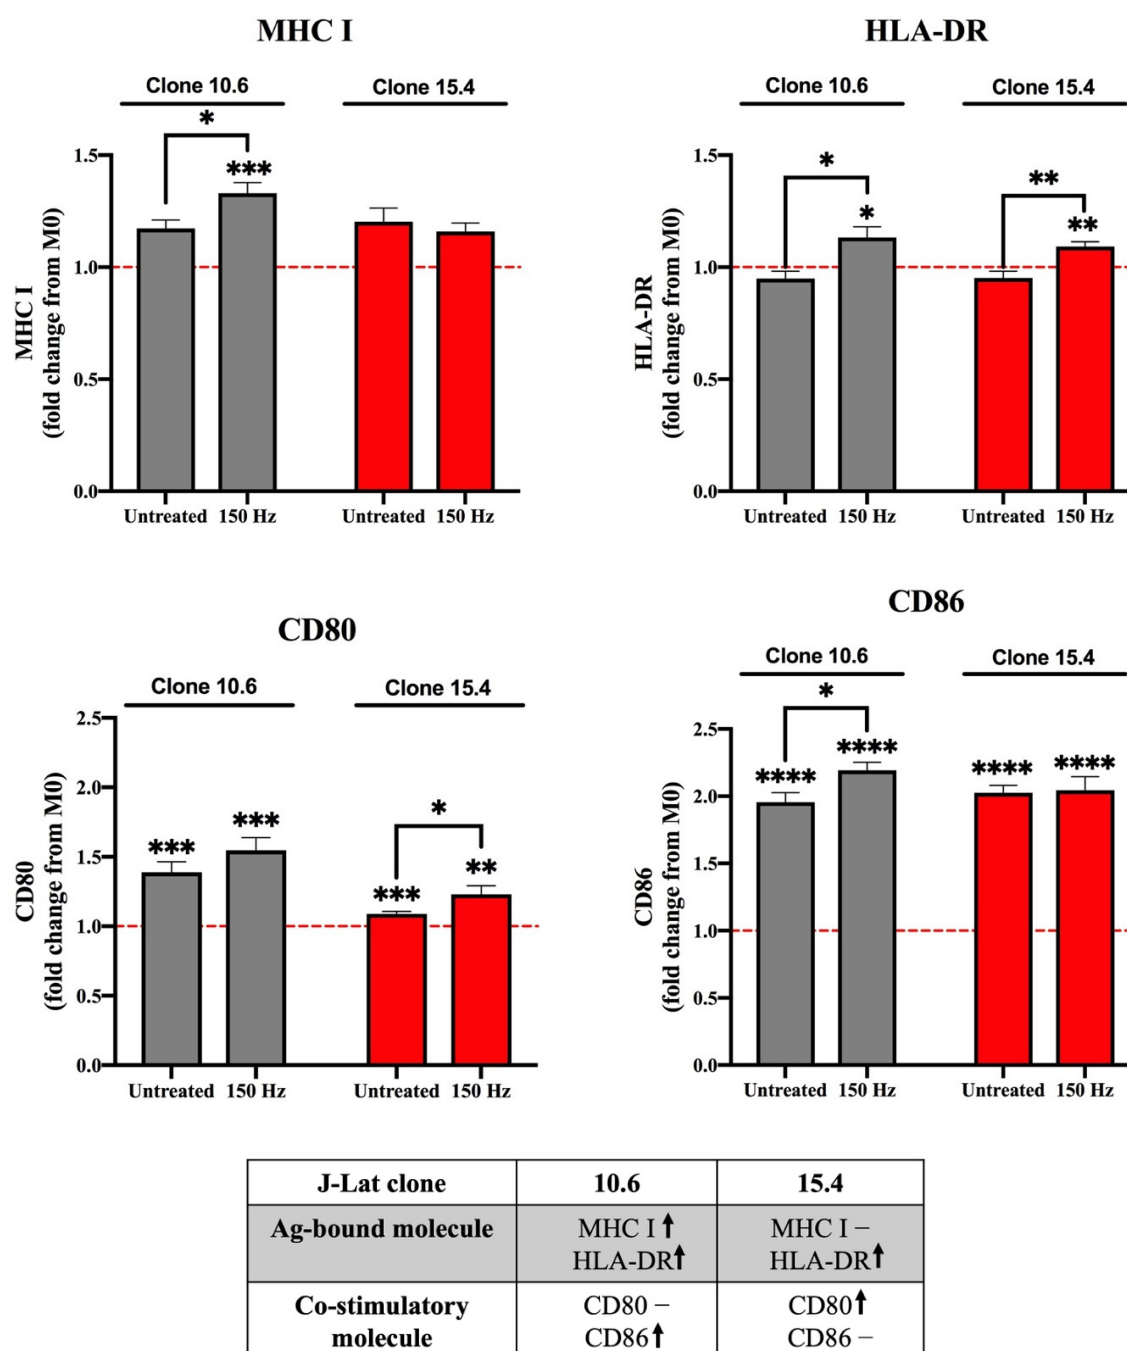 MHC I
Clone 10.6 Clone 15.4
*
***
1.5
1.0
0.5
0.0
MHC I
(fold change from M0)
Untreated 150 Hz Untreated 150 Hz
HLA-DR
Clone 10.6 Clone 15.4
* **
* **
1.5
1.0
0.5
0.0
HLA-DR
(fold change from M0)
Untreated 150 Hz Untreated 150 Hz
CD80
Clone 10.6 Clone 15.4
*
*** *** *** **
2.5
2.0
1.5
1.0
0.5
0.0
CD80
(fold change from M0)
Untreated 150 Hz Untreated 150 Hz
CD86
Clone 10.6 Clone 15.4
*
**** **** **** ****
2.5
2.0
1.5
1.0
0.5
0.0
CD86
(fold change from M0)
Untreated 150 Hz Untreated 150 Hz
J-Lat clone 10.6 15.4
Ag-bound molecule MHC I↑ MHC I –
HLA-DR↑ HLA-DR↑
Co-stimulatory CD80 – CD80↑
molecule CD86↑ CD86 –